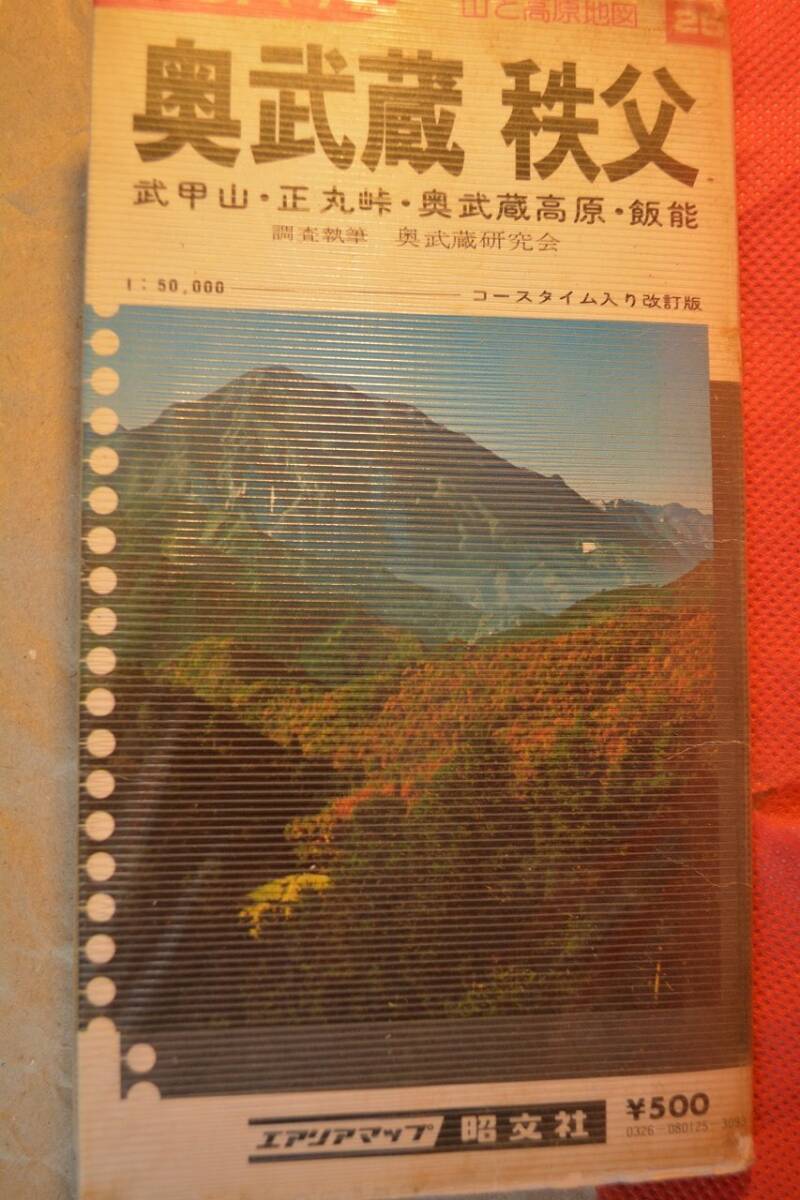 山と高原地図
奥武蔵 秩父
武甲山・正丸峠・奥武蔵高原・飯能
調査執筆 奥武蔵研究会
1:50,000
コースタイム入り改訂版
エアリアマップ 昭文社
¥500